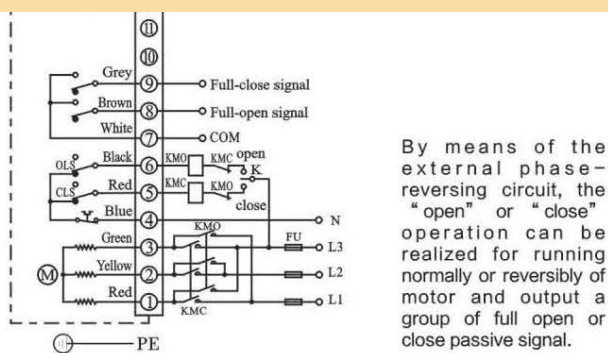 ⑪
⑩
Grey ⑨ Full-close signal
Brown ⑧ Full-open signal
White ⑦ COM
OLS Black ⑥ KMO KMC open
K
CLS Red ⑤ KMC KMO close
Blue ④ N
KMO
Green ③ FU L3
Yellow ② L2
M
Red ① L1
KMC
PE
By means of the
external phase-
reversing circuit, the
“open” or “close”
operation can be
realized for running
normally or reversibly of
motor and output a
group of full open or
close passive signal.